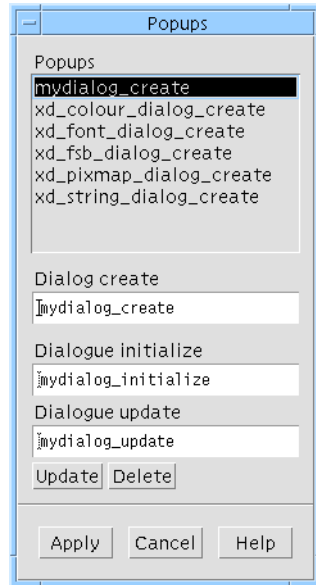 Popups
Popups
mydialog_create
xd_colour_dialog_create
xd_font_dialog_create
xd_fsb_dialog_create
xd_pixmap_dialog_create
xd_string_dialog_create
Dialog create
mydialog_create
Dialogue initialize
mydialog_initialize
Dialogue update
mydialog_update
Update Delete
Apply Cancel Help